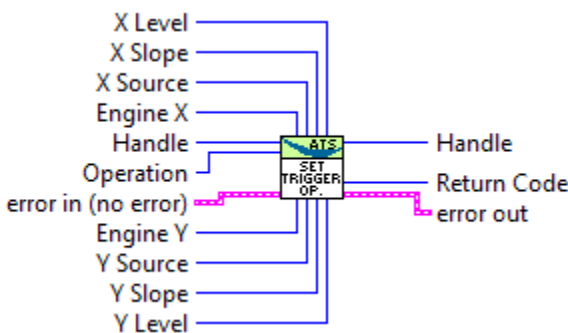 X Level
X Slope
X Source
Engine X
Handle
Operation
error in (no error)
Engine Y
Y Source
Y Slope
Y Level
ATS
SET
TRIGGER
OP.
Handle
Return Code
error out